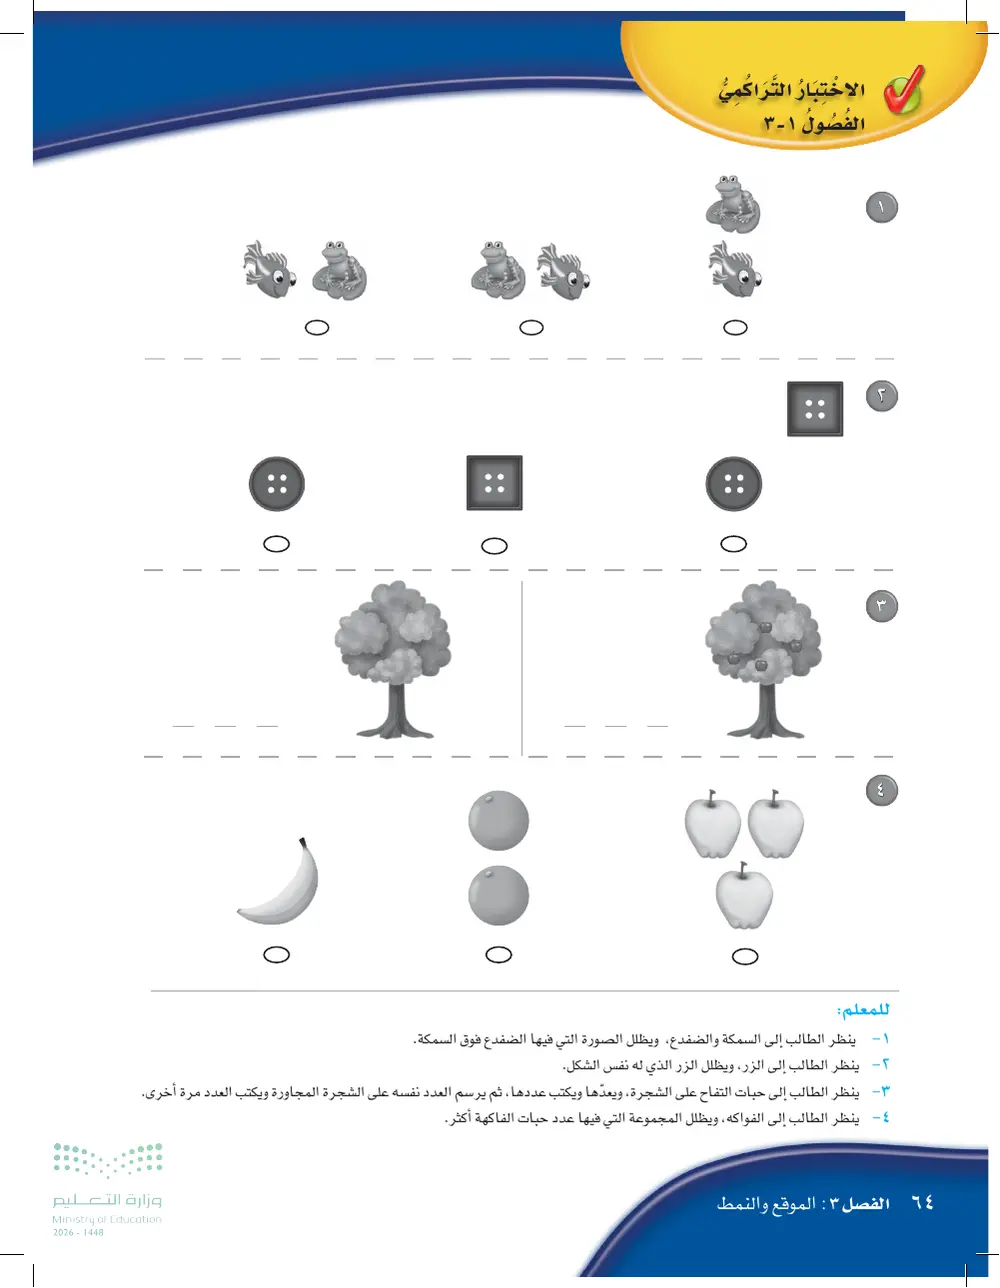 الاخْتِبَارُ التَّرَاكُمِيُّ
الفُصُولُ ١-٣
١
٢
٣
٤
للمعلم:
١- ينظر الطالب إلى السمكة والضفدع، ويظلل الصورة التي فيها الضفدع فوق السمكة.
٢- ينظر الطالب إلى الزر، ويظلل الزر الذي له نفس الشكل.
٣- ينظر الطالب إلى حبات التفاح على الشجرة، ويعدّها ويكتب عددها، ثم يرسم العدد نفسه على الشجرة المجاورة ويكتب العدد مرة أخرى.
٤- ينظر الطالب إلى الفواكه، ويظلل المجموعة التي فيها عدد حبات الفاكهة أكثر.
وزارة التعـــليم
Ministry of Education
2026 - 1448
٦٤ الفصل ٣: الموقع والنمط